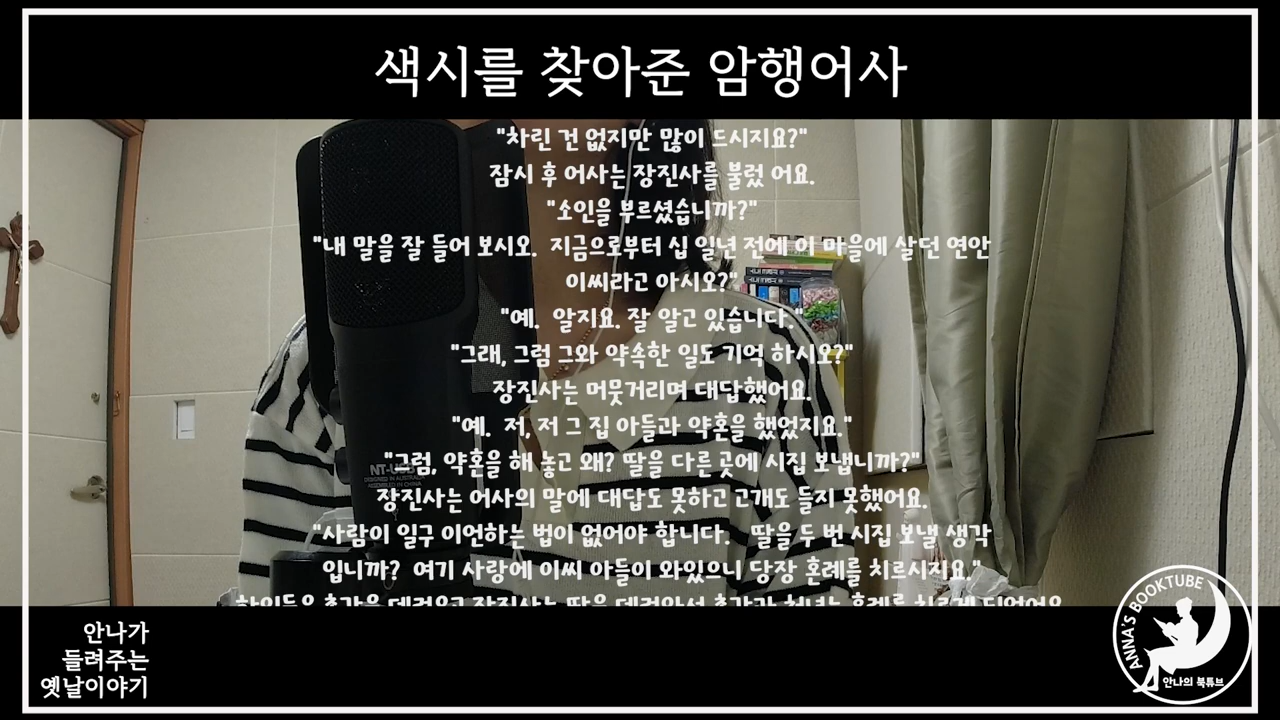 색시를 찾아준 암행어사
"차린 건 없지만 많이 드시지요?"
잠시 후 어사는 장진사를 불렀 어요.
"소인을 부르셨습니까?"
"내 말을 잘 들어 보시오. 지금으로부터 십 일년 전에 이 마을에 살던 연안
이씨라고 아시오?"
"예. 알지요. 잘 알고 있습니다."
"그래, 그럼 그와 약속한 일도 기억 하시오?"
장진사는 머뭇거리며 대답했어요.
"예. 저, 저 그 집 아들과 약혼을 했었지요."
"그럼, 약혼을 해 놓고 왜? 딸을 다른 곳에 시집 보냅니까?"
장진사는 어사의 말에 대답도 못하고 고개도 들지 못했어요.
"사람이 일구 이언하는 법이 없어야 합니다. 딸을 두 번 시집 보낼 생각
입니까? 여기 사랑에 이씨 아들이 와있으니 당장 혼례를 치르시지요."
NT-USB
DESIGNED IN AUSTRALIA
ASSEMBLED IN CHINA
안나가
들려주는
옛날이야기
ANNA'S BOOKTUBE
안나의 북튜브